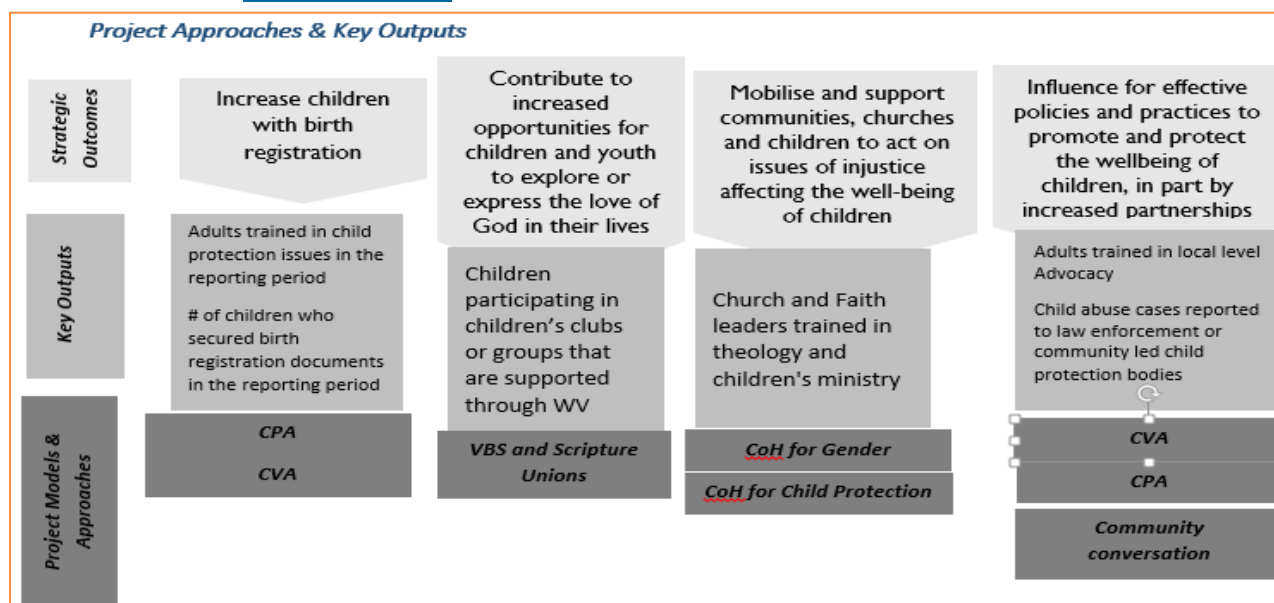 Project Approaches & Key Outputs
Strategic
Outcomes
Increase children
with birth
registration
Contribute to
increased
opportunities for
children and youth
to explore or
express the love of
God in their lives
Mobilise and support
communities, churches
and children to act on
issues of injustice
affecting the well-being
of children
Influence for effective
policies and practices to
promote and protect
the wellbeing of
children, in part by
increased partnerships
Key Outputs
Adults trained in child
protection issues in the
reporting period
# of children who
secured birth
registration documents
in the reporting period
Children
participating in
children’s clubs
or groups that
are supported
through WV
Church and Faith
leaders trained in
theology and
children's ministry
Adults trained in local level
Advocacy
Child abuse cases reported
to law enforcement or
community led child
protection bodies
Project Models &
Approaches
CPA
CVA
VBS and Scripture
Unions
CoH for Gender
CoH for Child Protection
CVA
CPA
Community
conversation